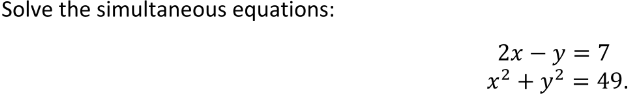 Solve the simultaneous equations:
2x − y = 7
x² + y² = 49.